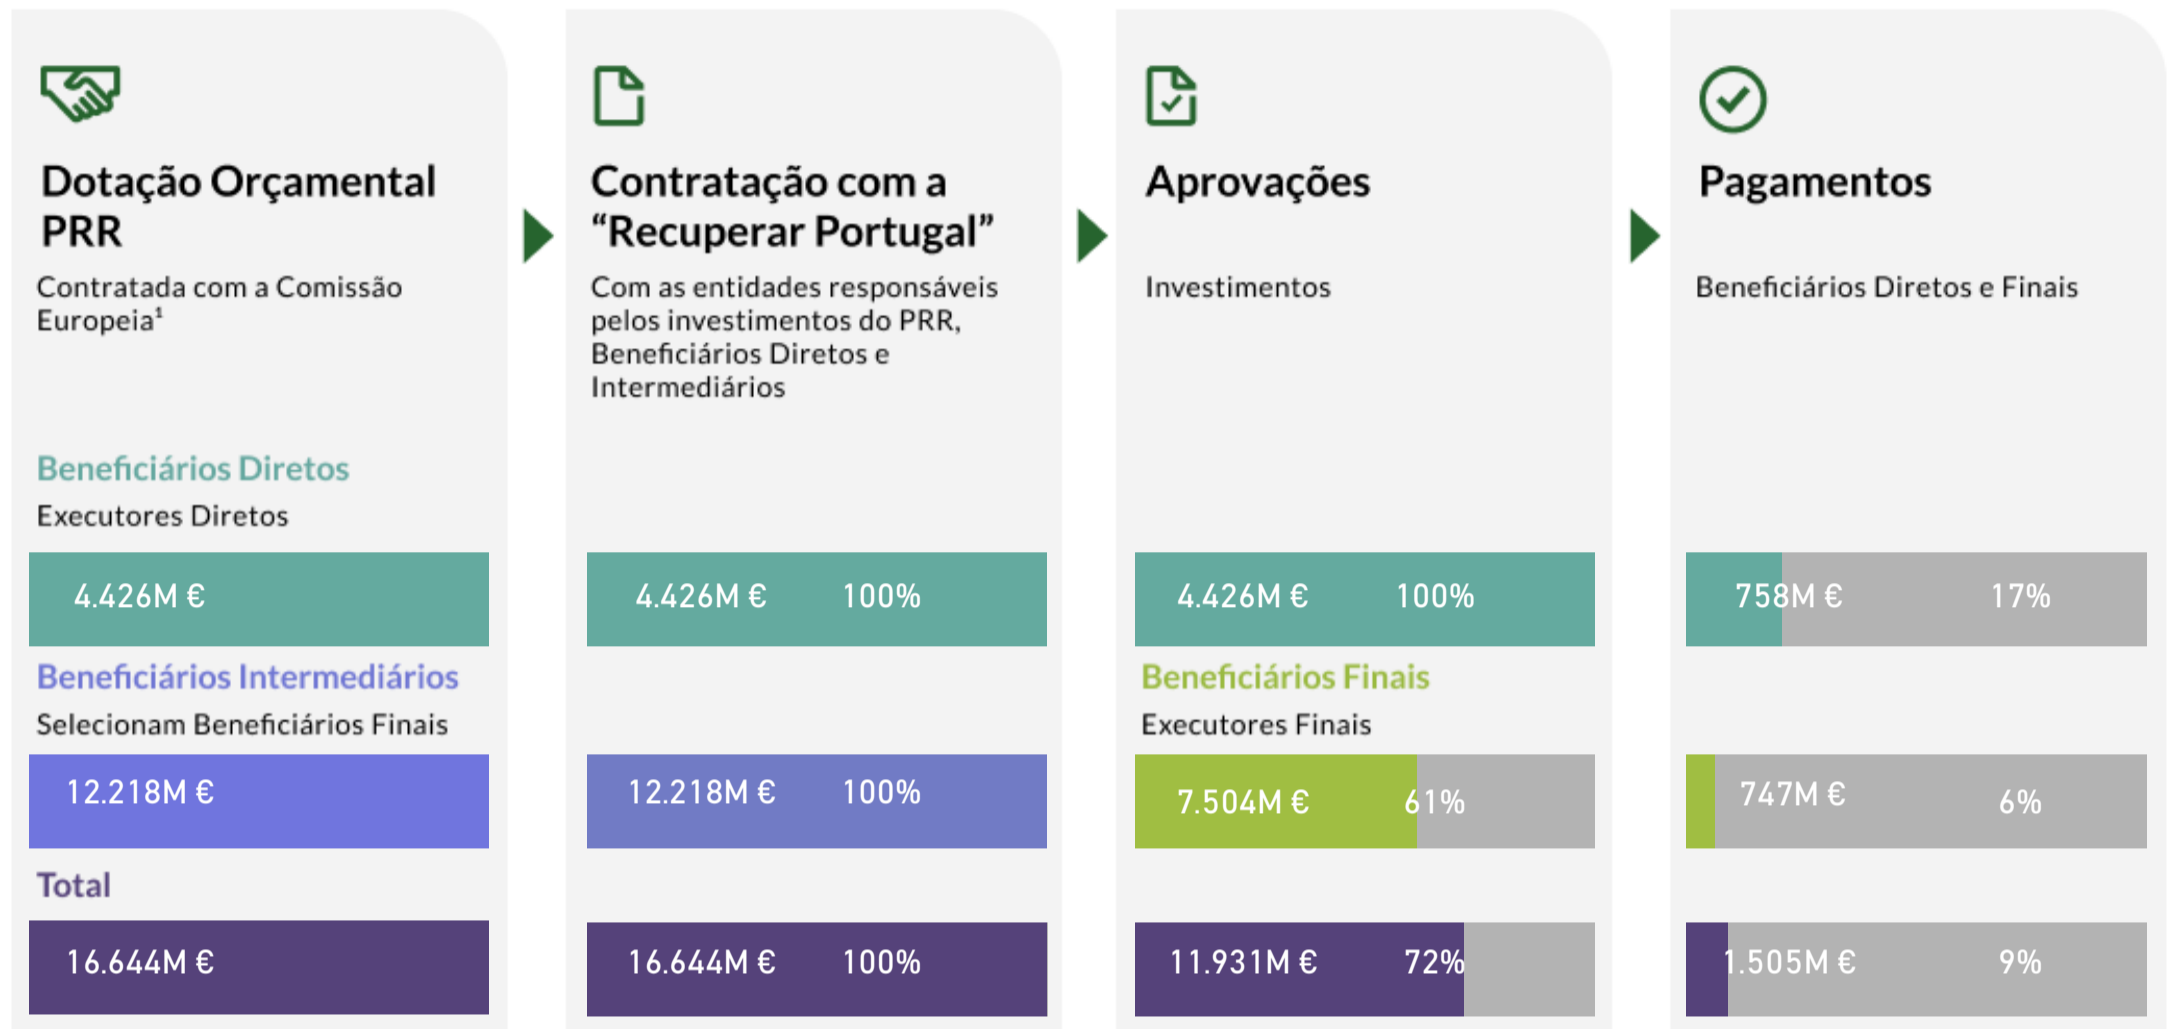 Dotação Orçamental
PRR
Contratada com a Comissão
Europeia¹
Contratação com a
“Recuperar Portugal”
Com as entidades responsáveis
pelos investimentos do PRR,
Beneficiários Diretos e
Intermediários
Aprovações
Investimentos
Pagamentos
Beneficiários Diretos e Finais
Beneficiários Diretos
Executores Diretos
4.426M €
4.426M € 100%
4.426M € 100%
758M € 17%
Beneficiários Intermediários
Selecionam Beneficiários Finais
Beneficiários Finais
Executores Finais
12.218M €
12.218M € 100%
7.504M € 61%
747M € 6%
Total
16.644M €
16.644M € 100%
11.931M € 72%
1.505M € 9%